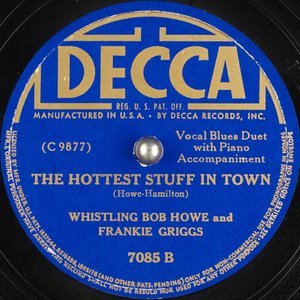 DECCA
REG. U.S. PAT. OFF.
MANUFACTURED IN U.S.A. • BY DECCA RECORDS, INC.
(C 9877)
Vocal Blues Duet
with Piano
Accompaniment
THE HOTTEST STUFF IN TOWN
(Howe-Hamilton)
WHISTLING BOB HOWE and
FRANKIE GRIGGS
7085 B